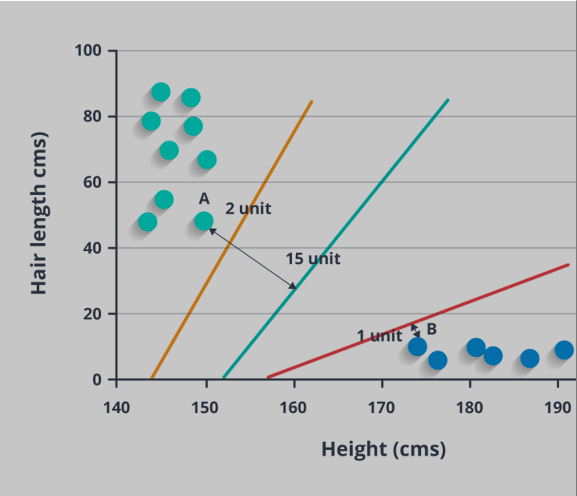 100
80
60
40
20
0
140 150 160 170 180 190
Hair length cms)
Height (cms)
A
2 unit
15 unit
1 unit
B